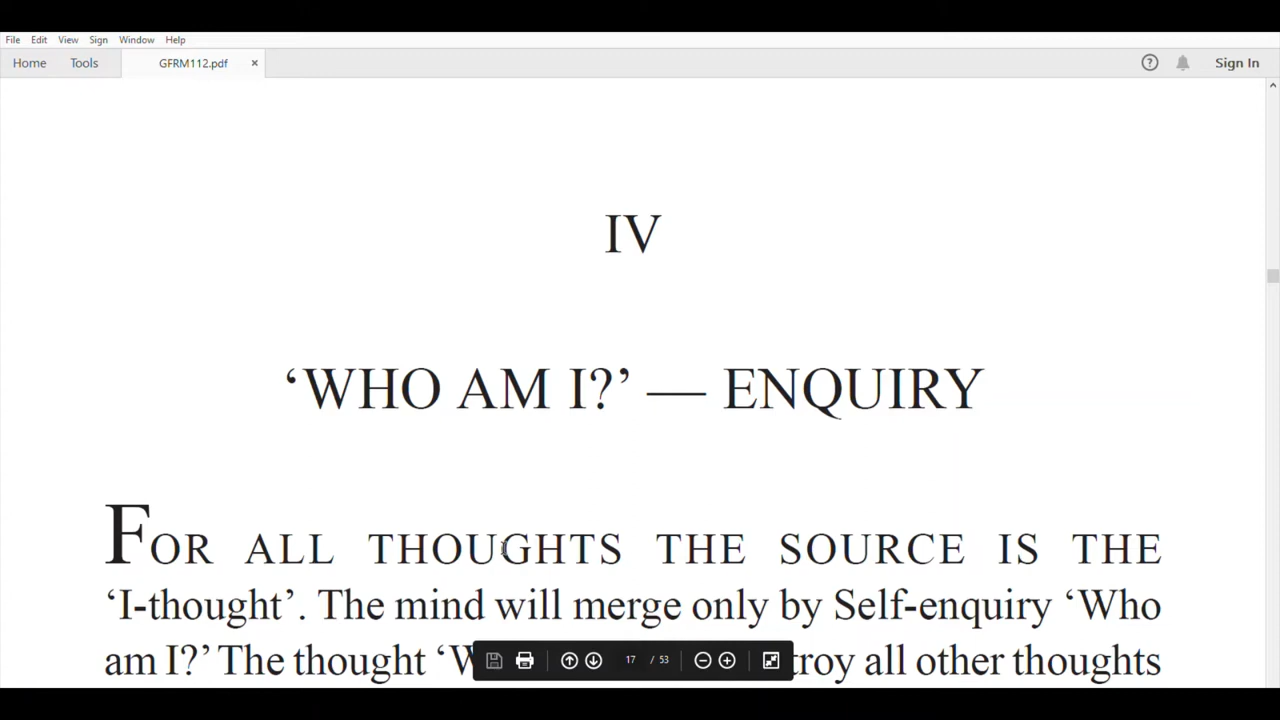 File Edit View Sign Window Help
Home Tools GFRM112.pdf × Sign In
IV
‘WHO AM I?’ — ENQUIRY
FOR ALL THOUGHTS THE SOURCE IS THE
‘I-thought’. The mind will merge only by Self-enquiry ‘Who
am I?’ The thought all other thoughts
17 / 53